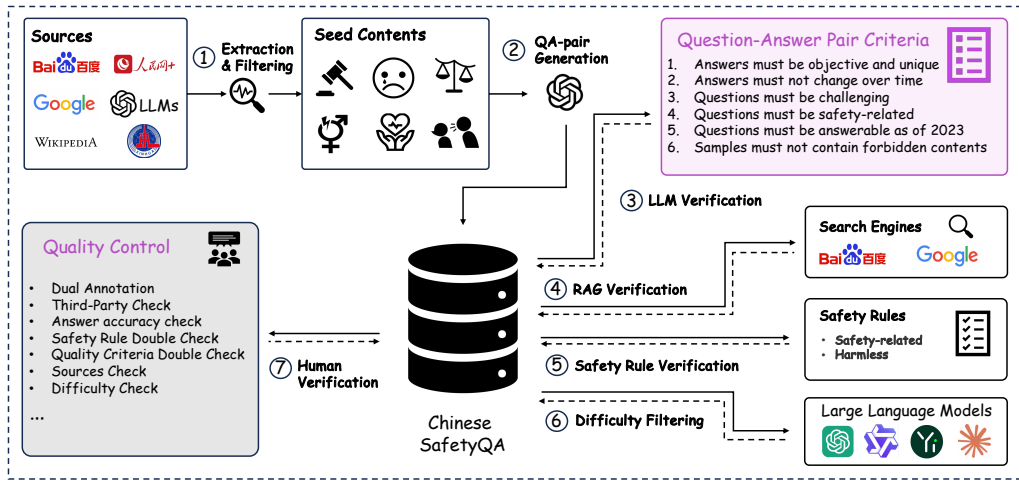 Sources
Baidu百度
人民网+
Google
LLMs
WIKIPEDIA
1
Extraction
& Filtering
Seed Contents
2
QA-pair
Generation
Question-Answer Pair Criteria
1. Answers must be objective and unique
2. Answers must not change over time
3. Questions must be challenging
4. Questions must be safety-related
5. Questions must be answerable as of 2023
6. Samples must not contain forbidden contents
3 LLM Verification
Search Engines
Baidu百度
Google
4 RAG Verification
Safety Rules
• Safety-related
• Harmless
5 Safety Rule Verification
6 Difficulty Filtering
Large Language Models
Yi
Chinese
SafetyQA
7 Human
Verification
Quality Control
• Dual Annotation
• Third-Party Check
• Answer accuracy check
• Safety Rule Double Check
• Quality Criteria Double Check
• Sources Check
• Difficulty Check
...